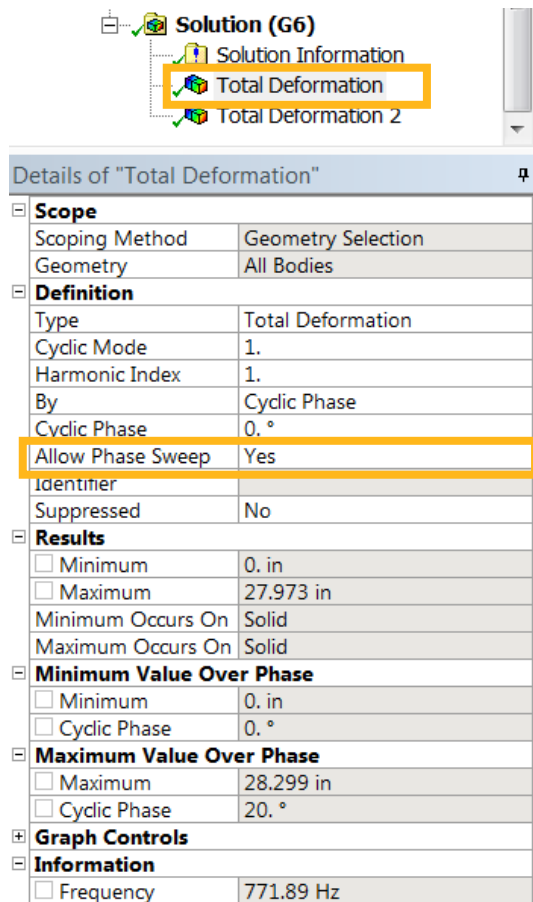 Solution (G6)
Solution Information
Total Deformation
Total Deformation 2
Details of "Total Deformation"
Scope
Scoping Method Geometry Selection
Geometry All Bodies
Definition
Type Total Deformation
Cyclic Mode 1.
Harmonic Index 1.
By Cyclic Phase
Cyclic Phase 0. °
Allow Phase Sweep Yes
Identifier
Suppressed No
Results
Minimum 0. in
Maximum 27.973 in
Minimum Occurs On Solid
Maximum Occurs On Solid
Minimum Value Over Phase
Minimum 0. in
Cyclic Phase 0. °
Maximum Value Over Phase
Maximum 28.299 in
Cyclic Phase 20. °
Graph Controls
Information
Frequency 771.89 Hz